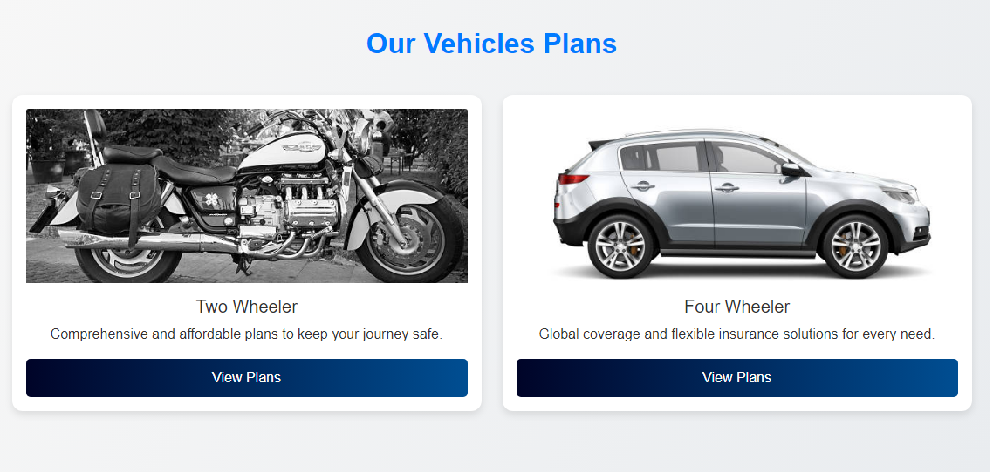 Our Vehicles Plans
Two Wheeler
Comprehensive and affordable plans to keep your journey safe.
View Plans
Four Wheeler
Global coverage and flexible insurance solutions for every need.
View Plans